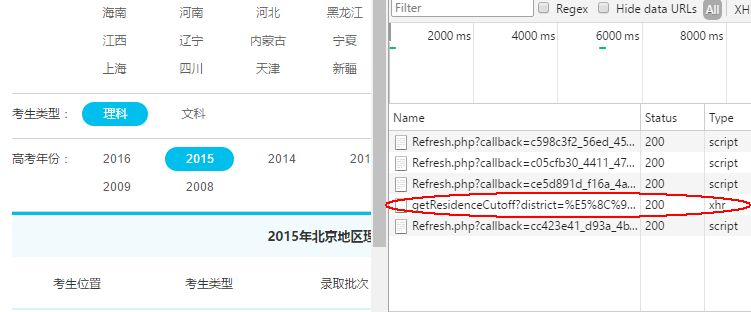 海南 河南 河北 黑龙江
江西 辽宁 内蒙古 宁夏
上海 四川 天津 新疆
考生类型： 理科 文科
高考年份： 2016 2015 2014 201
2009 2008
2015年北京地区理
考生位置 考生类型 录取批次
Filter Regex Hide data URLs All XH
2000 ms 4000 ms 6000 ms 8000 ms
Name Status Type
Refresh.php?callback=c598c3f2_56ed_45... 200 script
Refresh.php?callback=c05cfb30_4411_47... 200 script
Refresh.php?callback=ce5d891d_f16a_4a... 200 script
getResidenceCutoff?district=%E5%8C%9... 200 xhr
Refresh.php?callback=cc423e41_d93a_4b... 200 script